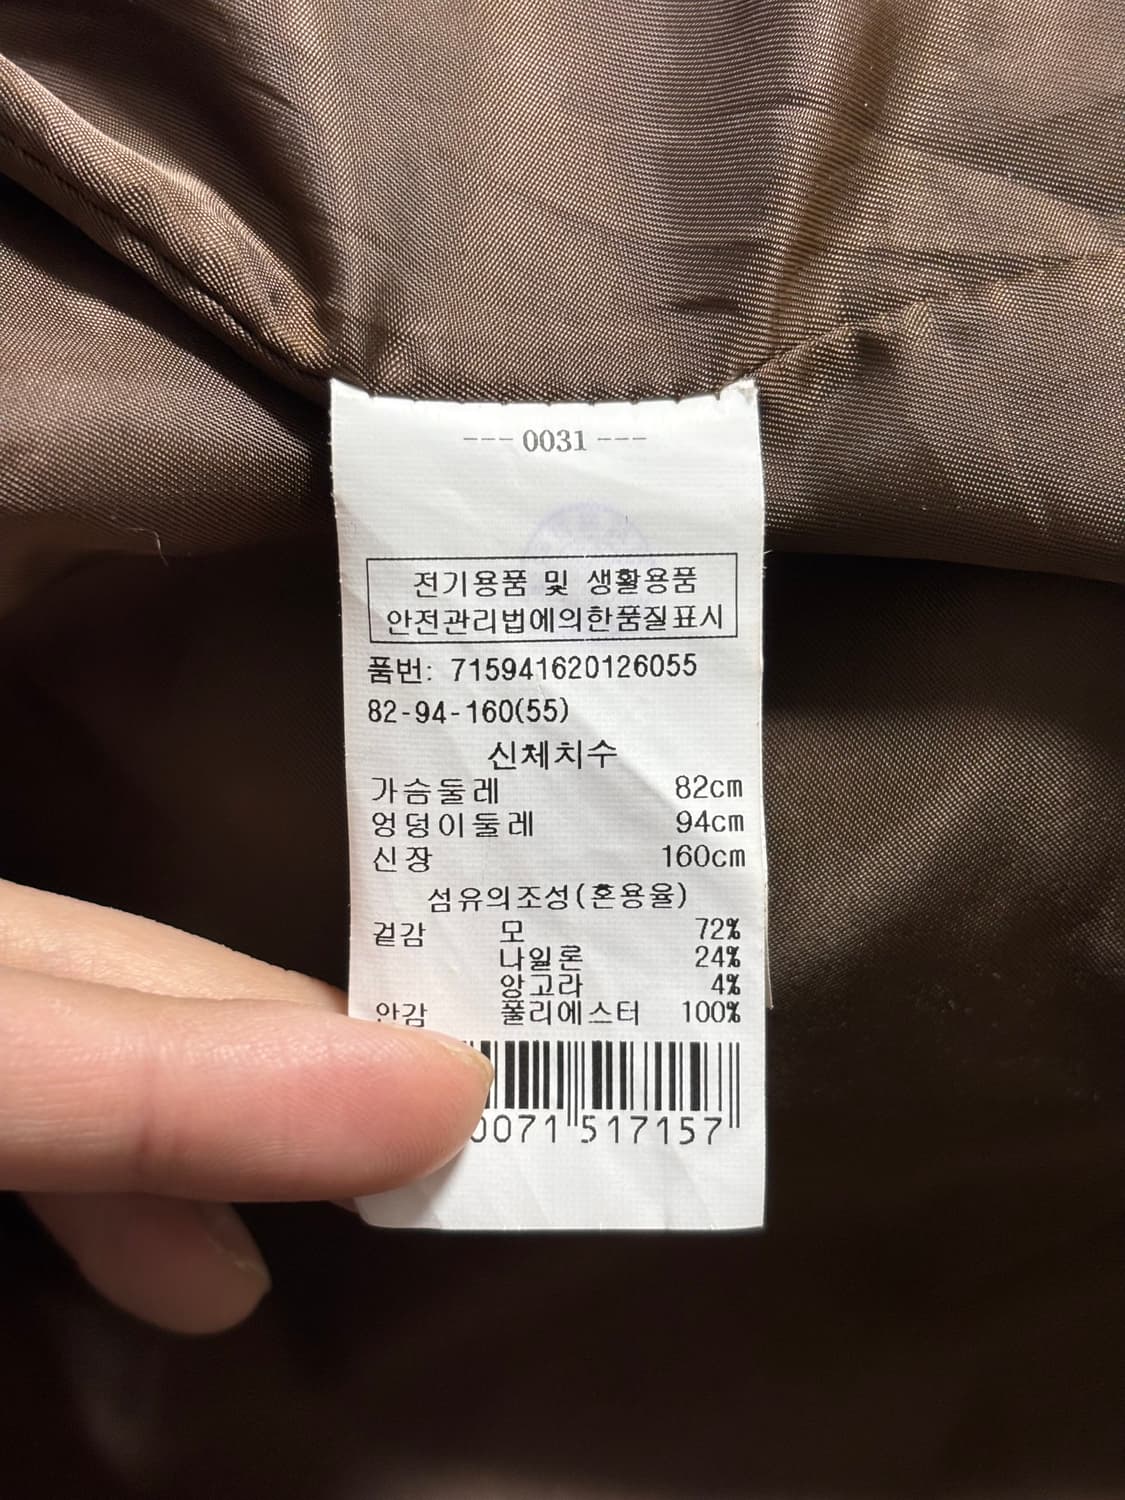 --- 0031 ---
전기용품 및 생활용품
안전관리법에의한품질표시
품번: 715941620126055
82-94-160(55)
신체치수
가슴둘레 82cm
엉덩이둘레 94cm
신장 160cm
섬유의조성(혼용율)
겉감 모 72%
나일론 24%
앙고라 4%
안감 폴리에스터 100%
0071 517157